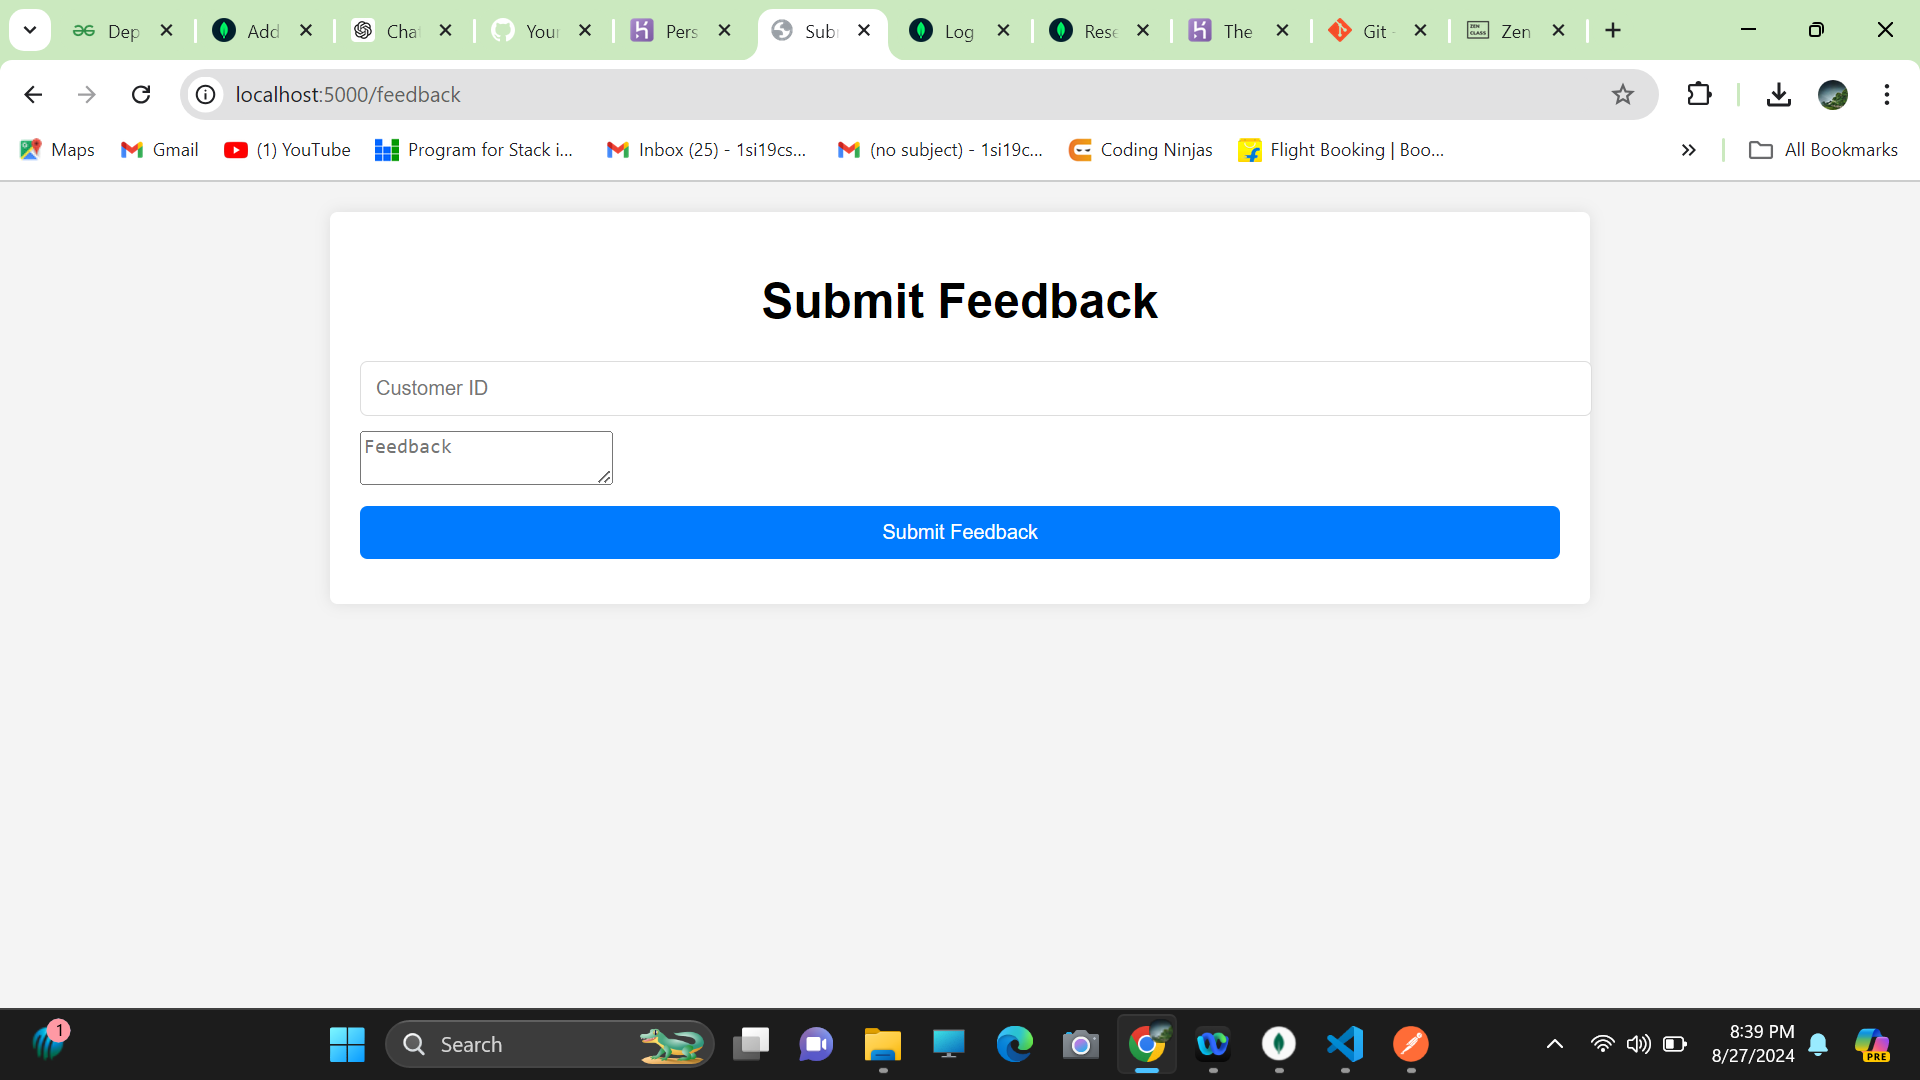 Dep
Add
Cha
Your
Pers
Sub
Log
Rese
The
Git -
Zen
localhost:5000/feedback
Maps
Gmail
(1) YouTube
Program for Stack i...
Inbox (25) - 1si19cs...
(no subject) - 1si19c...
Coding Ninjas
Flight Booking | Boo...
All Bookmarks
Submit Feedback
Customer ID
Feedback
Submit Feedback
1
Search
8:39 PM
8/27/2024
PRE